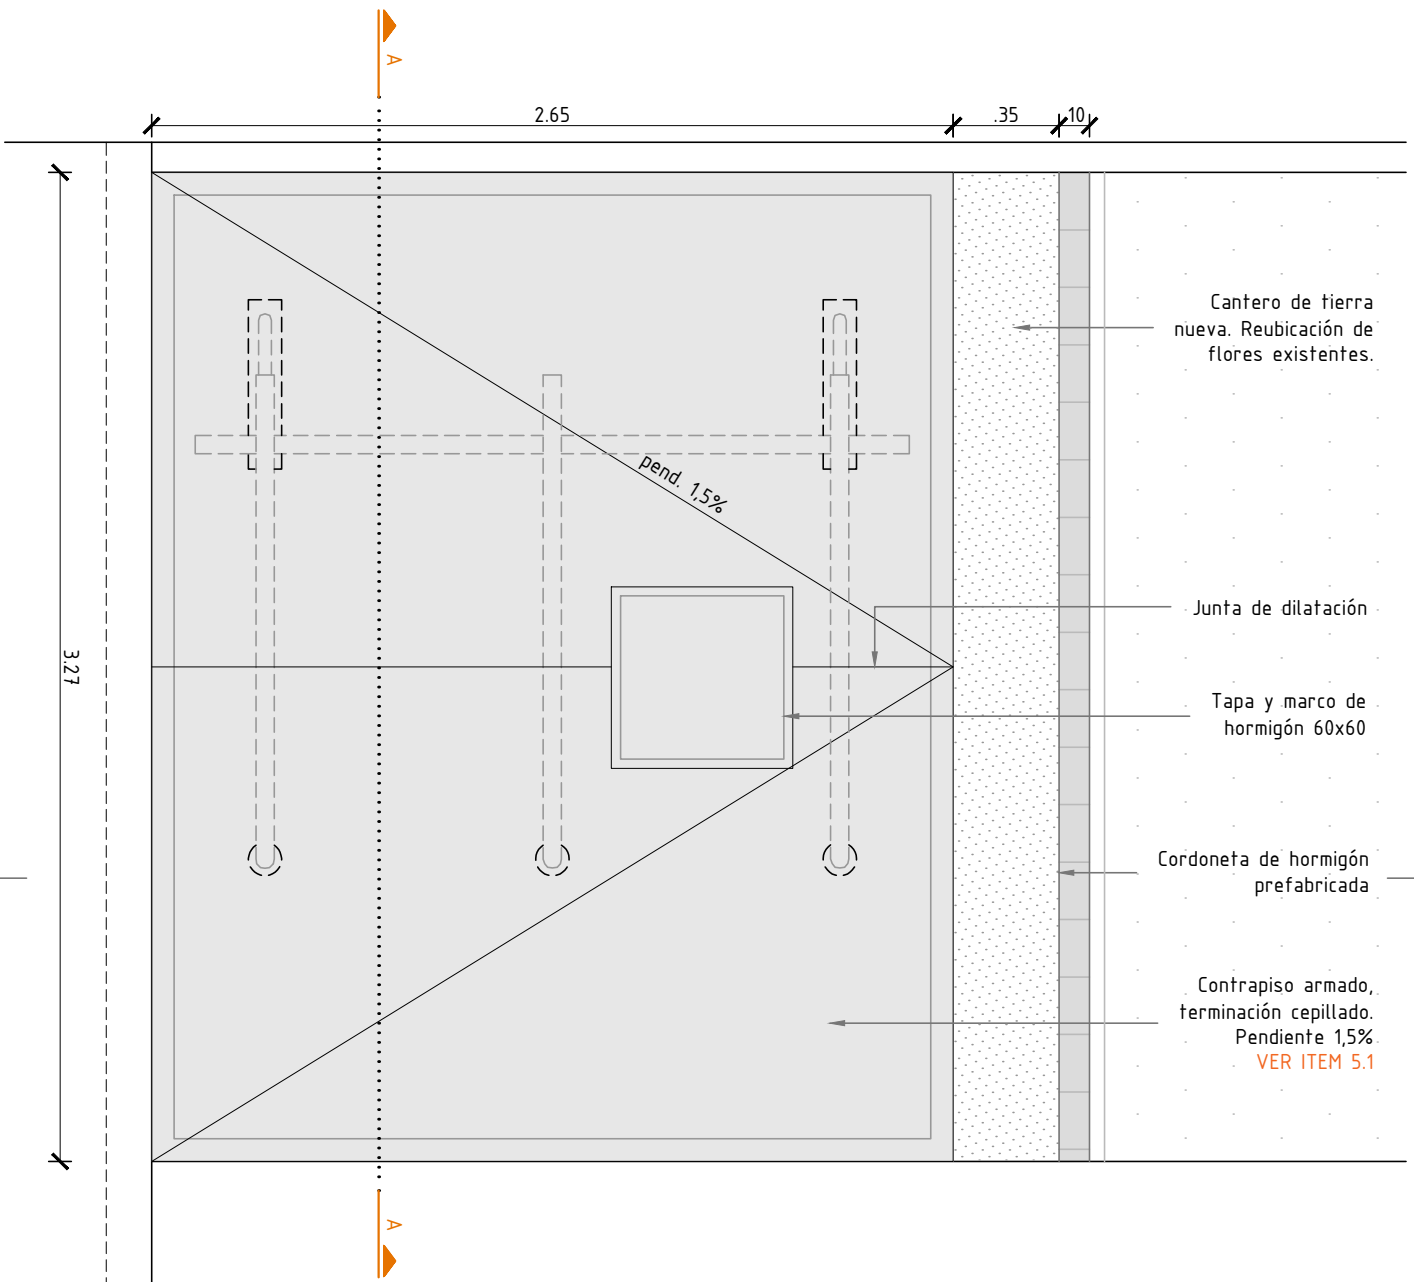 A
2.65
.35
10
Cantero de tierra
nueva. Reubicación de
flores existentes.
pend. 1,5%
Junta de dilatación
3.27
Tapa y marco de
hormigón 60x60
Cordoneta de hormigón
prefabricada
Contrapiso armado,
terminación cepillado.
Pendiente 1,5%
VER ITEM 5.1
A